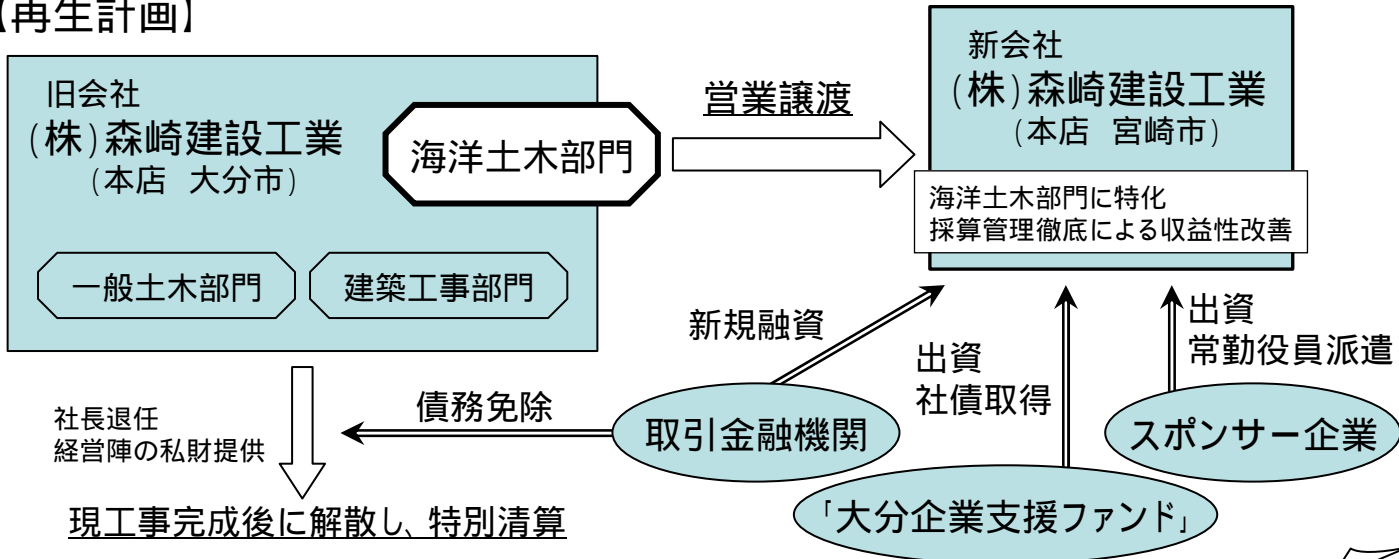 【再生計画】
旧会社
(株)森崎建設工業
(本店 大分市)
海洋土木部門
一般土木部門
建築工事部門
営業譲渡
新会社
(株)森崎建設工業
(本店 宮崎市)
海洋土木部門に特化
採算管理徹底による収益性改善
社長退任
経営陣の私財提供
債務免除
新規融資
出資
社債取得
出資
常勤役員派遣
取引金融機関
スポンサー企業
「大分企業支援ファンド」
現工事完成後に解散し、特別清算